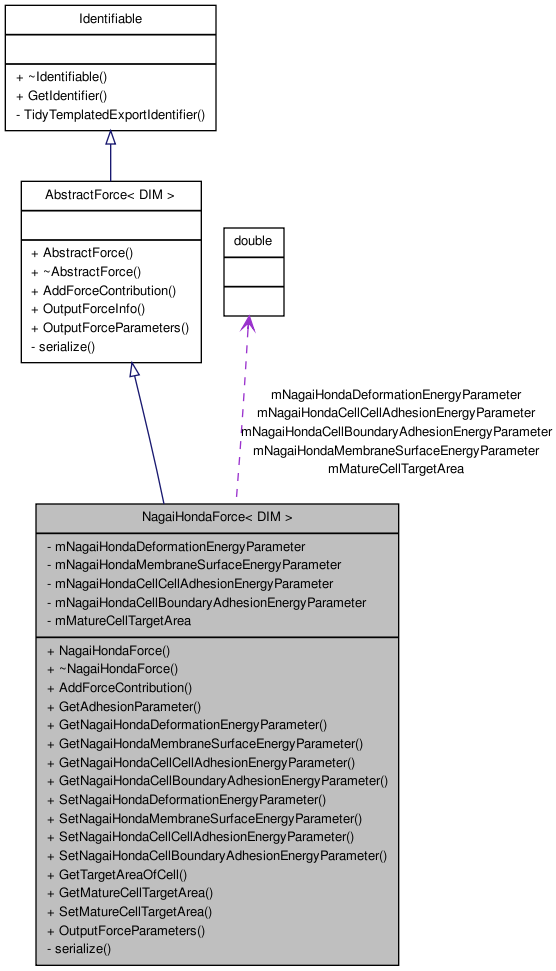 Identifiable
+ ~Identifiable()
+ GetIdentifier()
- TidyTemplatedExportIdentifier()
AbstractForce< DIM >
+ AbstractForce()
+ ~AbstractForce()
+ AddForceContribution()
+ OutputForceInfo()
+ OutputForceParameters()
- serialize()
double
mNagaiHondaDeformationEnergyParameter
mNagaiHondaCellCellAdhesionEnergyParameter
mNagaiHondaCellBoundaryAdhesionEnergyParameter
mNagaiHondaMembraneSurfaceEnergyParameter
mMatureCellTargetArea
NagaiHondaForce< DIM >
- mNagaiHondaDeformationEnergyParameter
- mNagaiHondaMembraneSurfaceEnergyParameter
- mNagaiHondaCellCellAdhesionEnergyParameter
- mNagaiHondaCellBoundaryAdhesionEnergyParameter
- mMatureCellTargetArea
+ NagaiHondaForce()
+ ~NagaiHondaForce()
+ AddForceContribution()
+ GetAdhesionParameter()
+ GetNagaiHondaDeformationEnergyParameter()
+ GetNagaiHondaMembraneSurfaceEnergyParameter()
+ GetNagaiHondaCellCellAdhesionEnergyParameter()
+ GetNagaiHondaCellBoundaryAdhesionEnergyParameter()
+ SetNagaiHondaDeformationEnergyParameter()
+ SetNagaiHondaMembraneSurfaceEnergyParameter()
+ SetNagaiHondaCellCellAdhesionEnergyParameter()
+ SetNagaiHondaCellBoundaryAdhesionEnergyParameter()
+ GetTargetAreaOfCell()
+ GetMatureCellTargetArea()
+ SetMatureCellTargetArea()
+ OutputForceParameters()
- serialize()